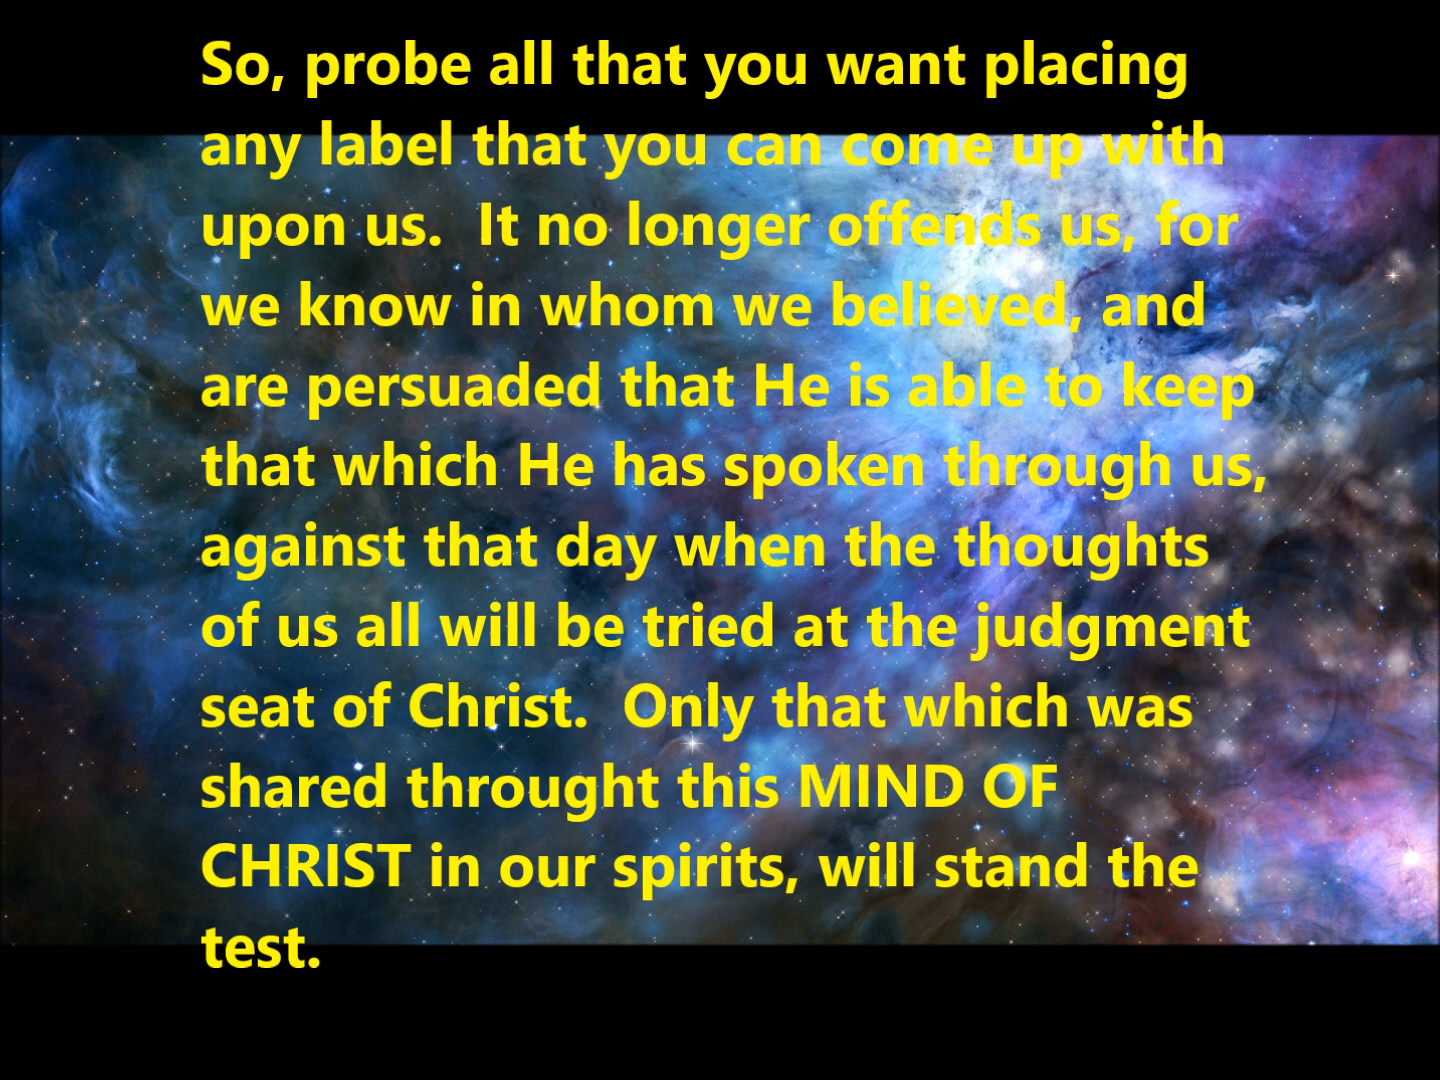 So, probe all that you want placing
any label that you can come up with
upon us.  It no longer offends us, for
we know in whom we believed, and
are persuaded that He is able to keep
that which He has spoken through us,
against that day when the thoughts
of us all will be tried at the judgment
seat of Christ.  Only that which was
shared throught this MIND OF
CHRIST in our spirits, will stand the
test.